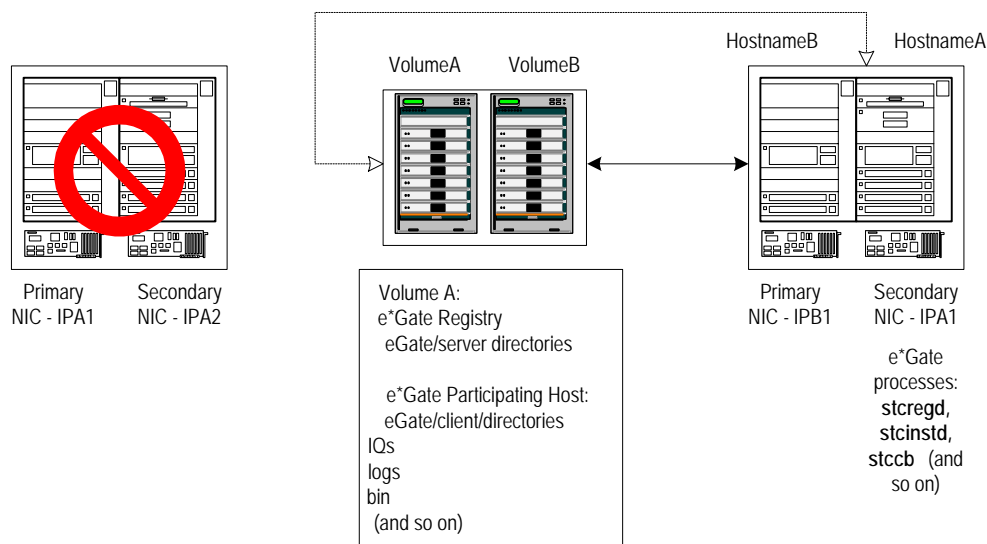 HostnameB HostnameA
VolumeA VolumeB
Primary Secondary
NIC - IPA1 NIC - IPA2
Volume A:
e*Gate Registry
eGate/server directories
e*Gate Participating Host:
eGate/client/directories
IQs
logs
bin
(and so on)
Primary Secondary
NIC - IPB1 NIC - IPA1
e*Gate
processes:
stcregd,
stcinstd,
stccb (and
so on)